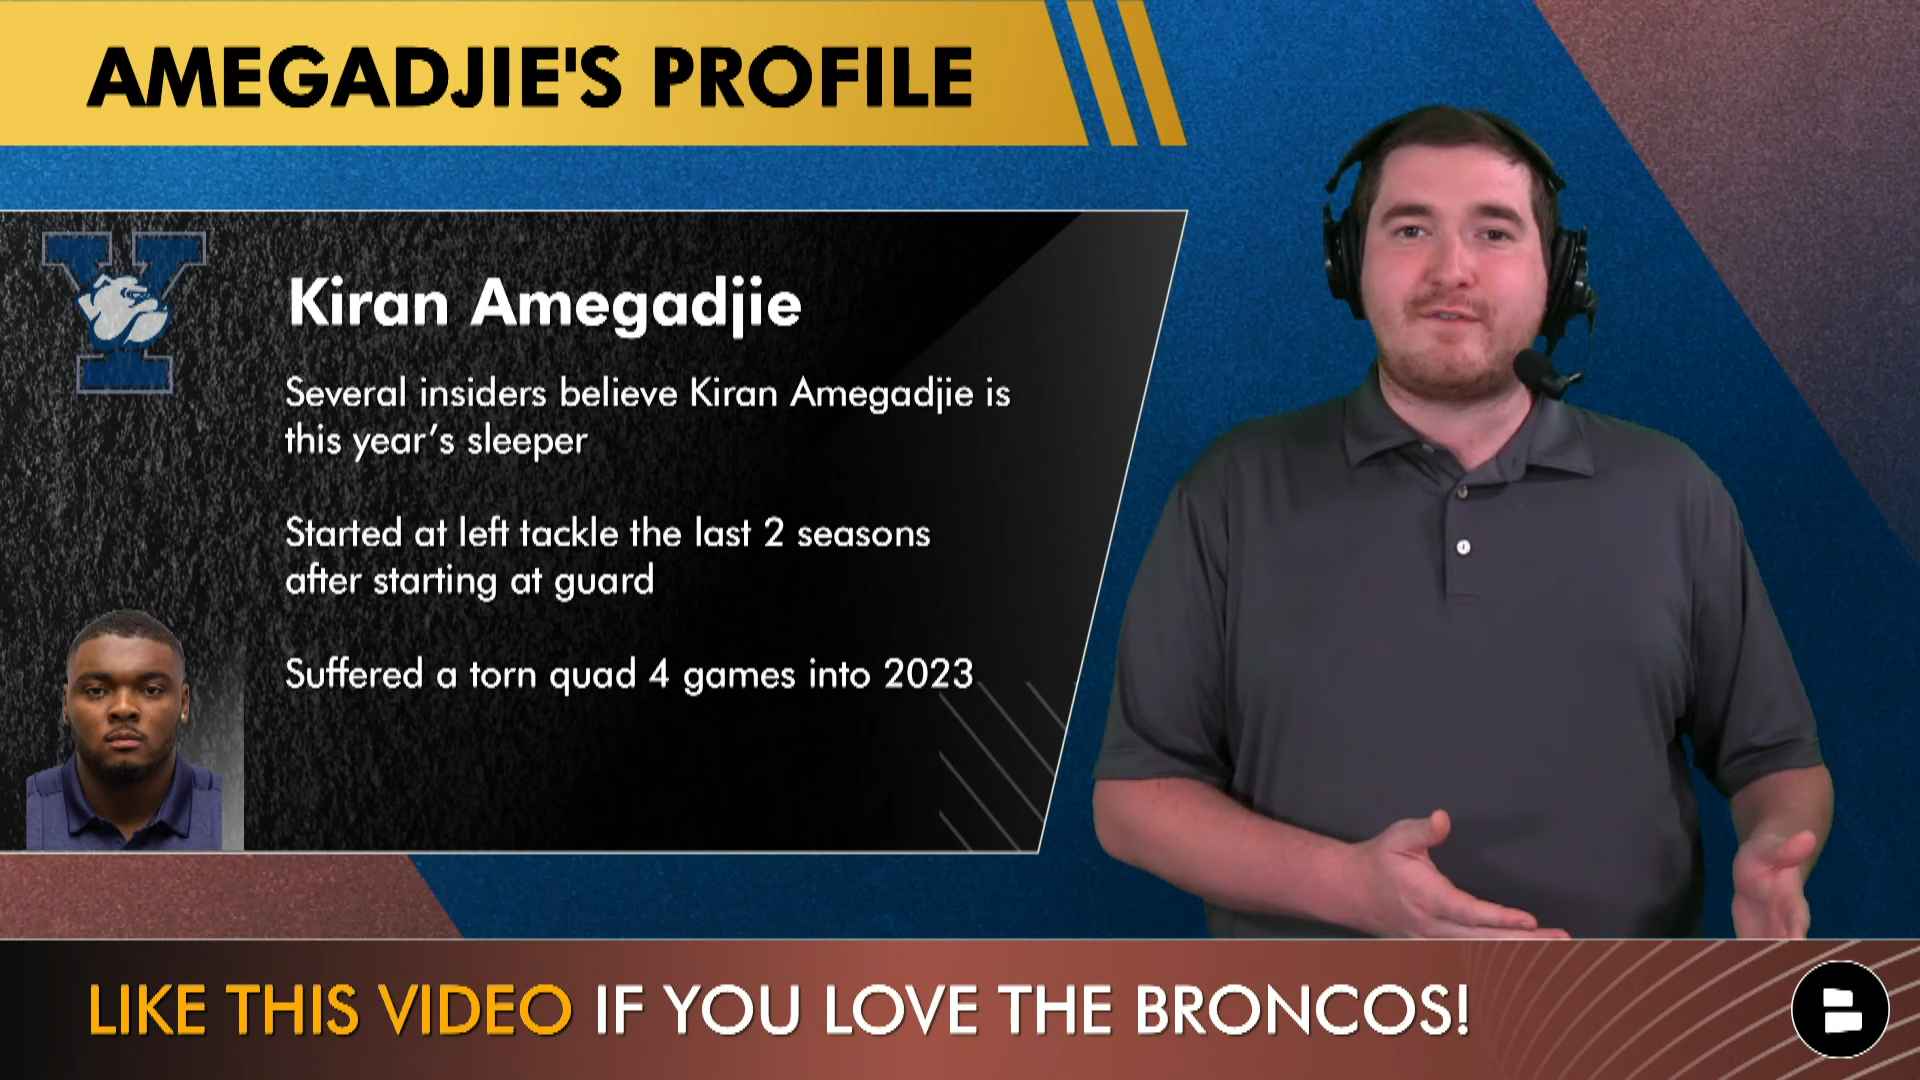 AMEGADJIE'S PROFILE
Y
Kiran Amegadjie
Several insiders believe Kiran Amegadjie is
this year’s sleeper
Started at left tackle the last 2 seasons
after starting at guard
Suffered a torn quad 4 games into 2023
LIKE THIS VIDEO IF YOU LOVE THE BRONCOS!